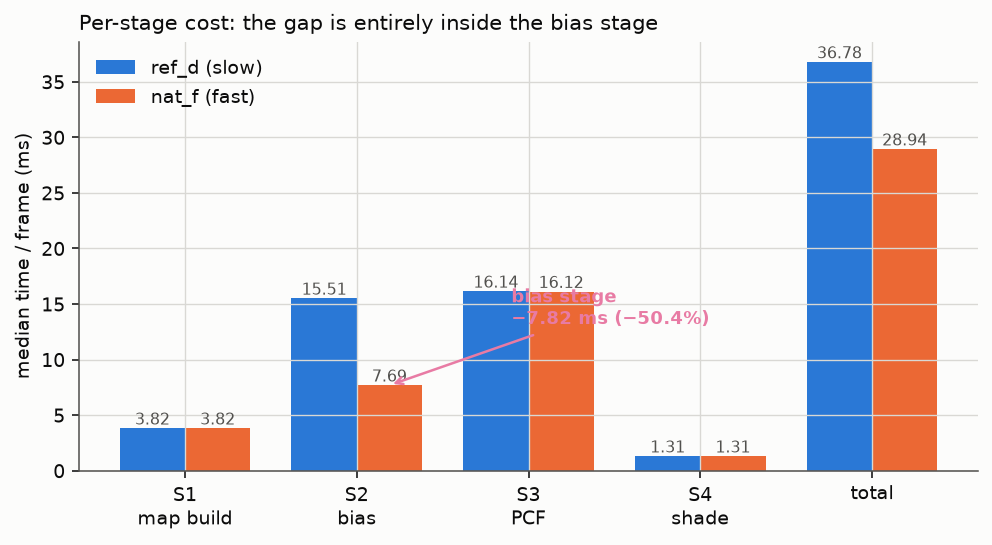 Per-stage cost: the gap is entirely inside the bias stage
ref_d (slow)
nat_f (fast)
median time / frame (ms)
35
30
25
20
15
10
5
0
3.82
3.82
15.51
7.69
16.14
16.12
1.31
1.31
36.78
28.94
bias stage
−7.82 ms (−50.4%)
S1
map build
S2
bias
S3
PCF
S4
shade
total